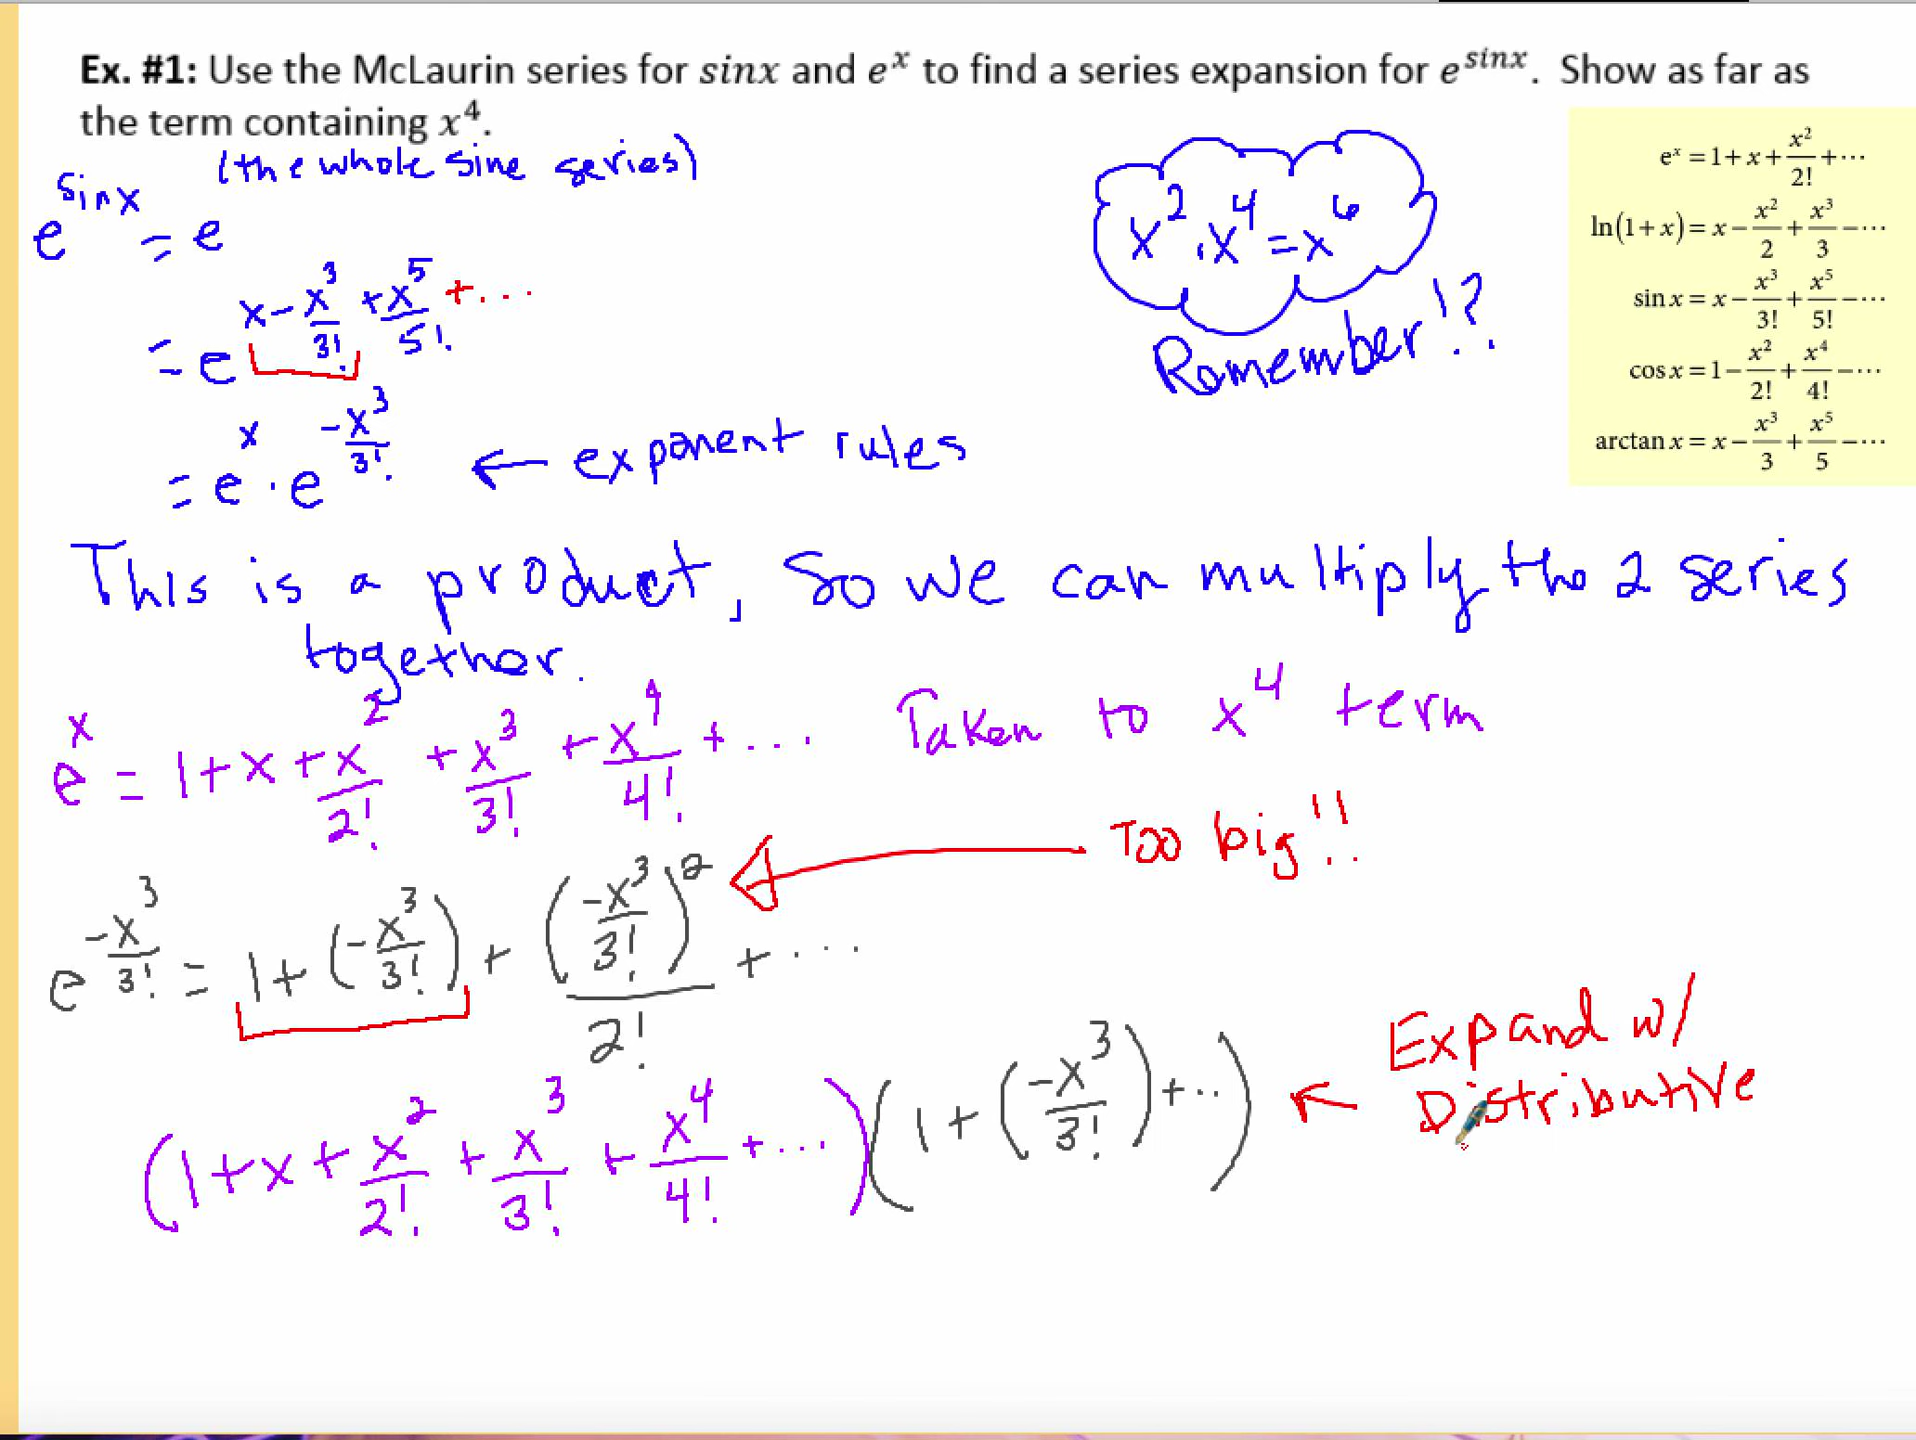 Ex. #1: Use the McLaurin series for sinx and e^x to find a series expansion for e^sinx. Show as far as
the term containing x^4.
(the whole sine series)
e^sinx = e
= e^(x - x^3/3! + x^5/5! + ...)
= e^x · e^(-x^3/3!) ← exponent rules
x^2 · x^4 = x^6
Remember!?
e^x = 1 + x + x^2/2! + ⋯
ln(1 + x) = x − x^2/2 + x^3/3 − ⋯
sin x = x − x^3/3! + x^5/5! − ⋯
cos x = 1 − x^2/2! + x^4/4! − ⋯
arctan x = x − x^3/3 + x^5/5 − ⋯
This is a product, so we can multiply the 2 series
together.
e^x = 1 + x + x^2/2! + x^3/3! + x^4/4! + ... Taken to x^4 term
Too big!!
e^(-x^3/3!) = 1 + (-x^3/3!) + (-x^3/3!)^2/2! + ...
(1 + x + x^2/2! + x^3/3! + x^4/4! + ...)(1 + (-x^3/3!) + ..) ← Expand w/
Distributive